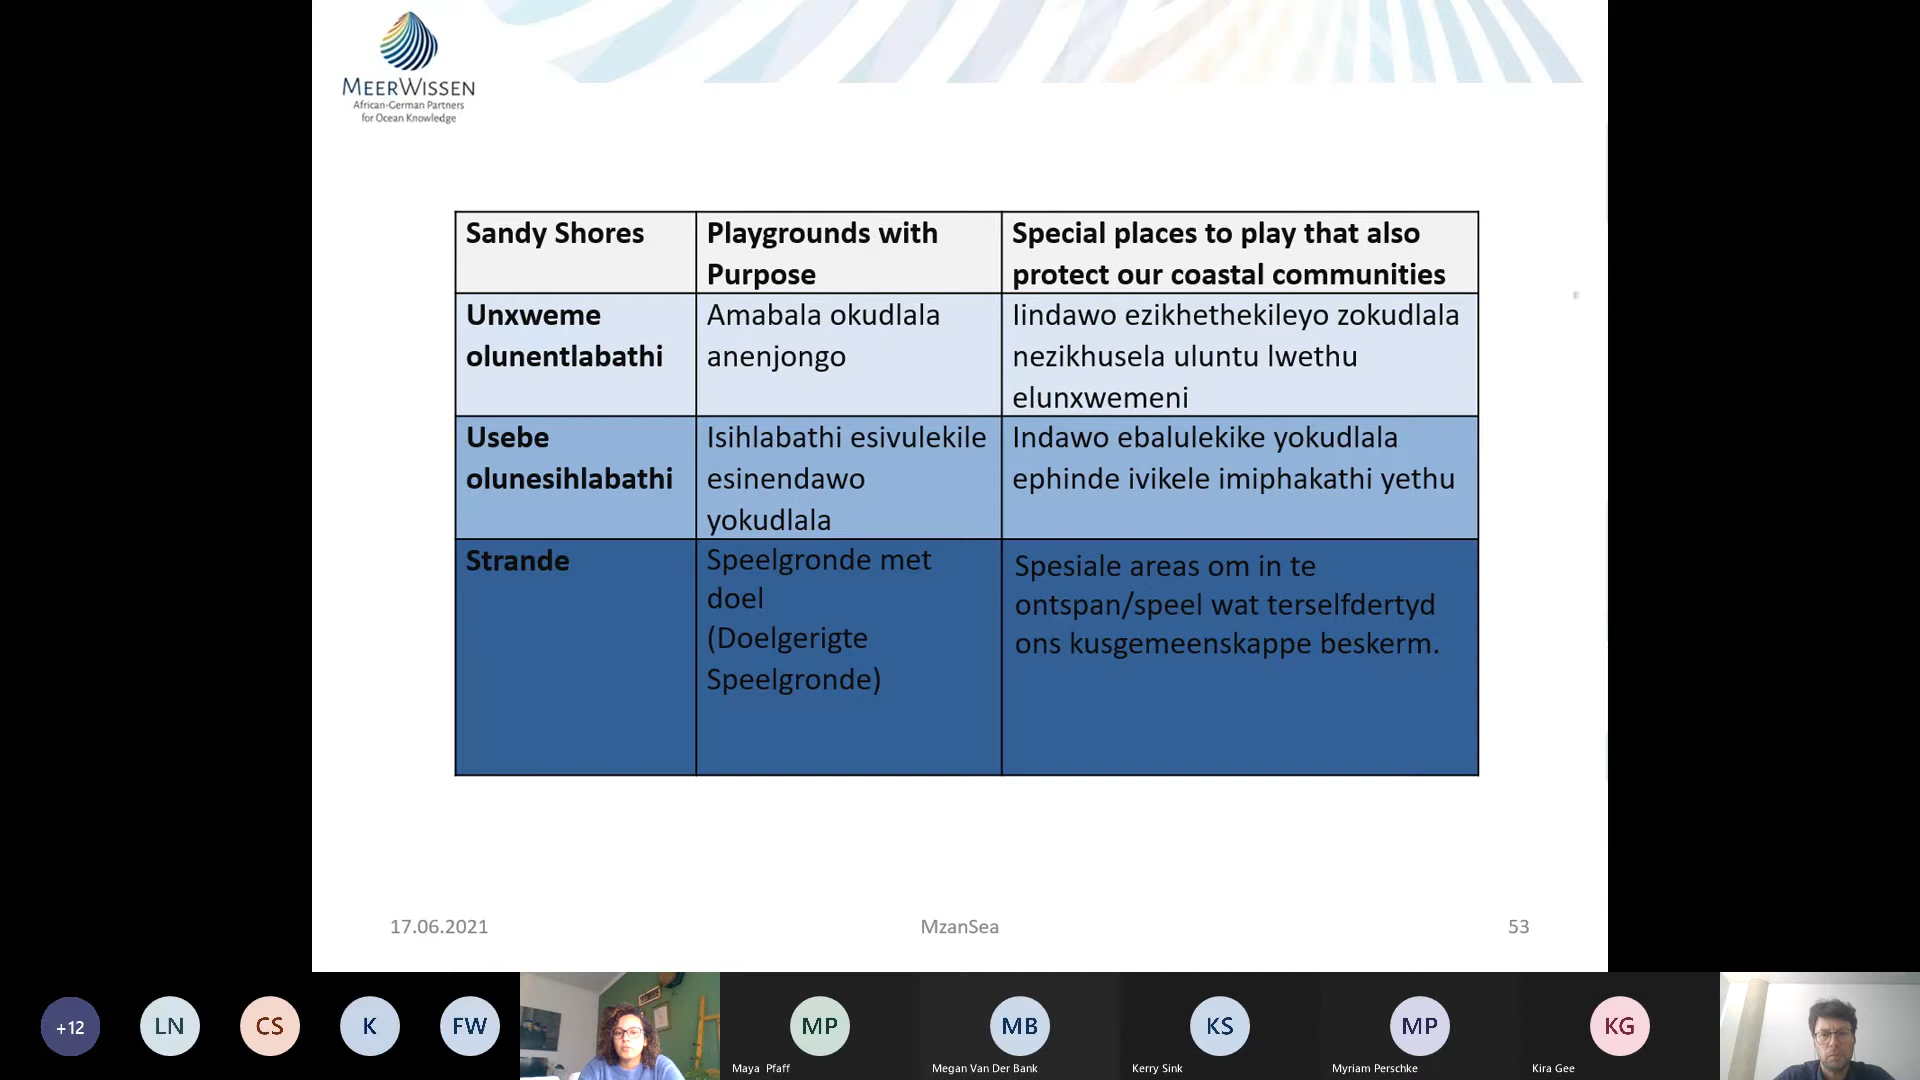 MEERWISSEN
African-German Partners
for Ocean Knowledge
Sandy Shores
Playgrounds with
Purpose
Special places to play that also
protect our coastal communities
Unxweme
olunentlabathi
Amabala okudlala
anenjongo
Iindawo ezikhethekileyo zokudlala
nezikhusela uluntu lwethu
elunxwemeni
Usebe
olunesihlabathi
Isihlabathi esivulekile
esinendawo
yokudlala
Indawo ebalulekike yokudlala
ephinde ivikele imiphakathi yethu
Strande
Speelgronde met
doel
(Doelgerigte
Speelgronde)
Spesiale areas om in te
ontspan/speel wat terselfdertyd
ons kusgemeenskappe beskerm.
17.06.2021
MzanSea
53
+12
LN
CS
K
FW
MP
Maya Pfaff
MB
Megan Van Der Bank
KS
Kerry Sink
MP
Myriam Perschke
KG
Kira Gee